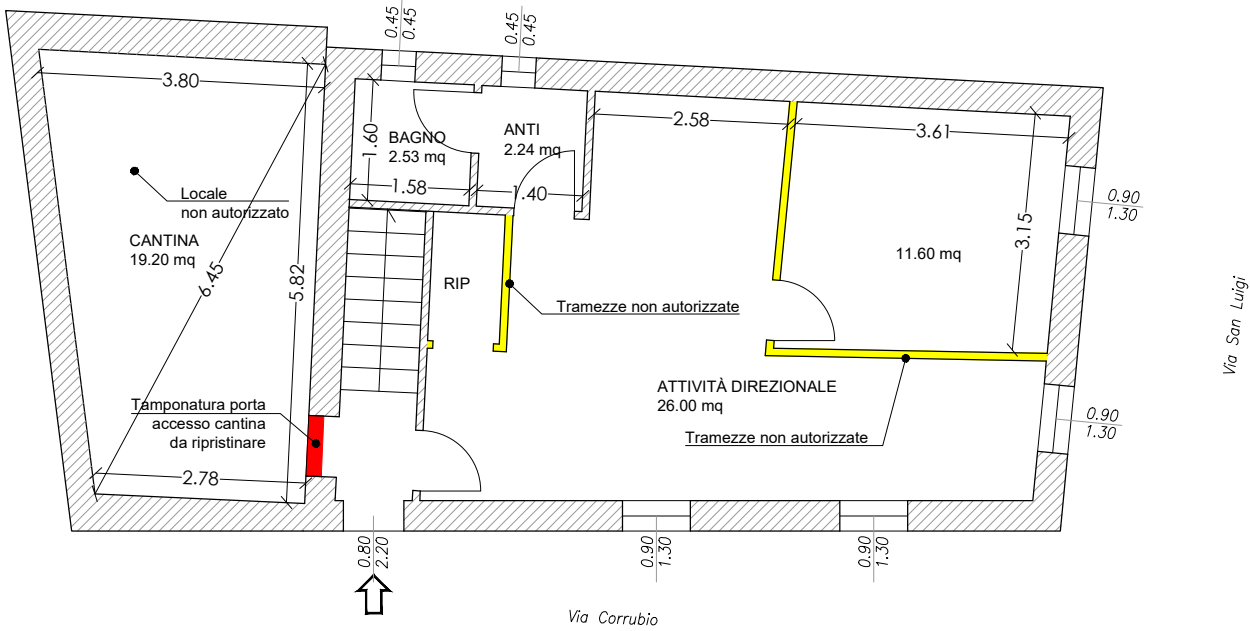 0.45
0.45
0.45
0.45
3.80
1.60
BAGNO
2.53 mq
ANTI
2.24 mq
2.58
3.61
1.58
1.40
0.90
1.30
Locale
non autorizzato
CANTINA
19.20 mq
6.45
5.82
RIP
3.15
11.60 mq
Tramezze non autorizzate
Via San Luigi
ATTIVITÀ DIREZIONALE
26.00 mq
Tramezze non autorizzate
0.90
1.30
Tamponatura porta
accesso cantina
da ripristinare
2.78
0.80
2.20
0.90
1.30
0.90
1.30
Via Corrubio